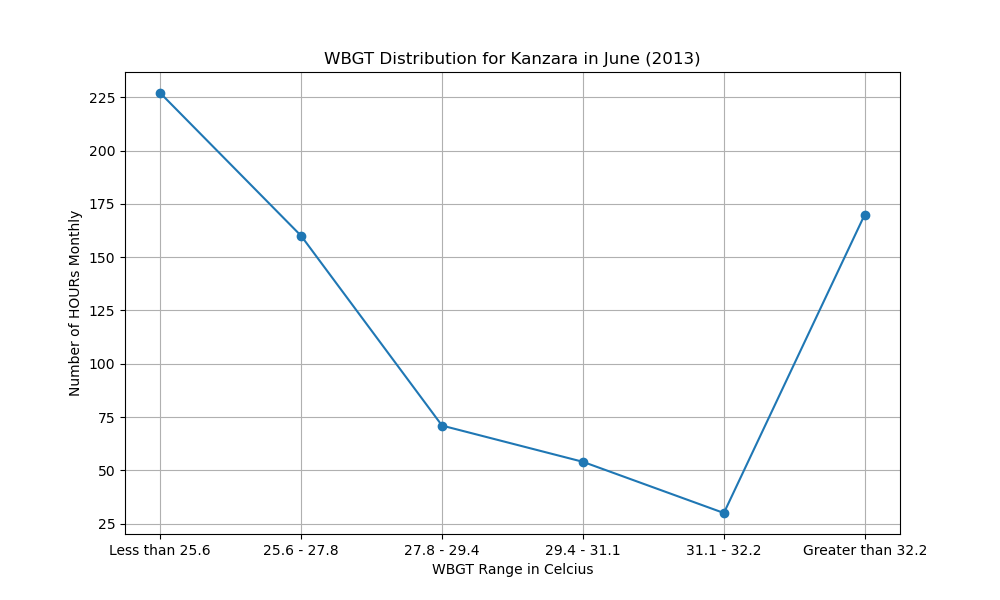 WBGT Distribution for Kanzara in June (2013)
Number of HOURs Monthly
225
200
175
150
125
100
75
50
25
Less than 25.6 25.6 - 27.8 27.8 - 29.4 29.4 - 31.1 31.1 - 32.2 Greater than 32.2
WBGT Range in Celcius